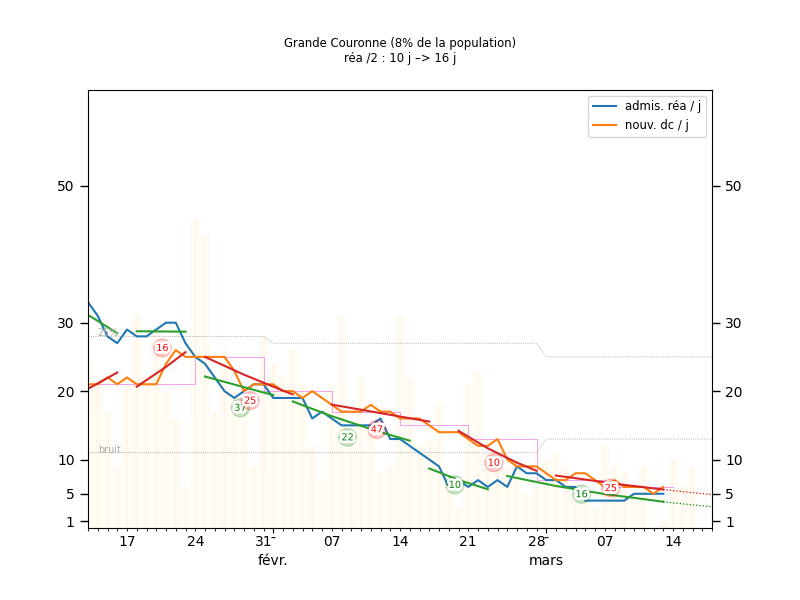 Grande Couronne (8% de la population)
réa /2 : 10 j –> 16 j
admis. réa / j
nouv. dc / j
50 50
30 30
25%
16
20 20
37 25
22 47
bruit
10 10
10
10
16 25
5 5
1 1
17 24 31 07 14 21 28 07 14
févr. mars